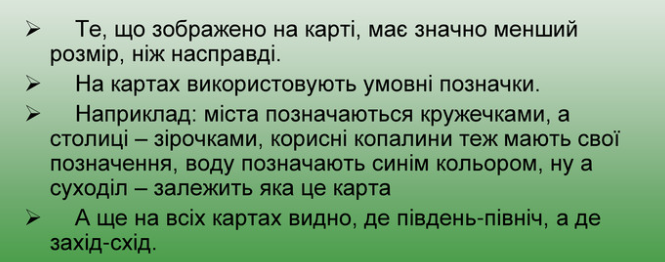 ➢ Те, що зображено на карті, має значно менший
розмір, ніж насправді.
➢ На картах використовують умовні позначки.
➢ Наприклад: міста позначаються кружечками, а
столиці – зірочками, корисні копалини теж мають свої
позначення, воду позначають синім кольором, ну а
суходіл – залежить яка це карта
➢ А ще на всіх картах видно, де південь-північ, а де
захід-схід.